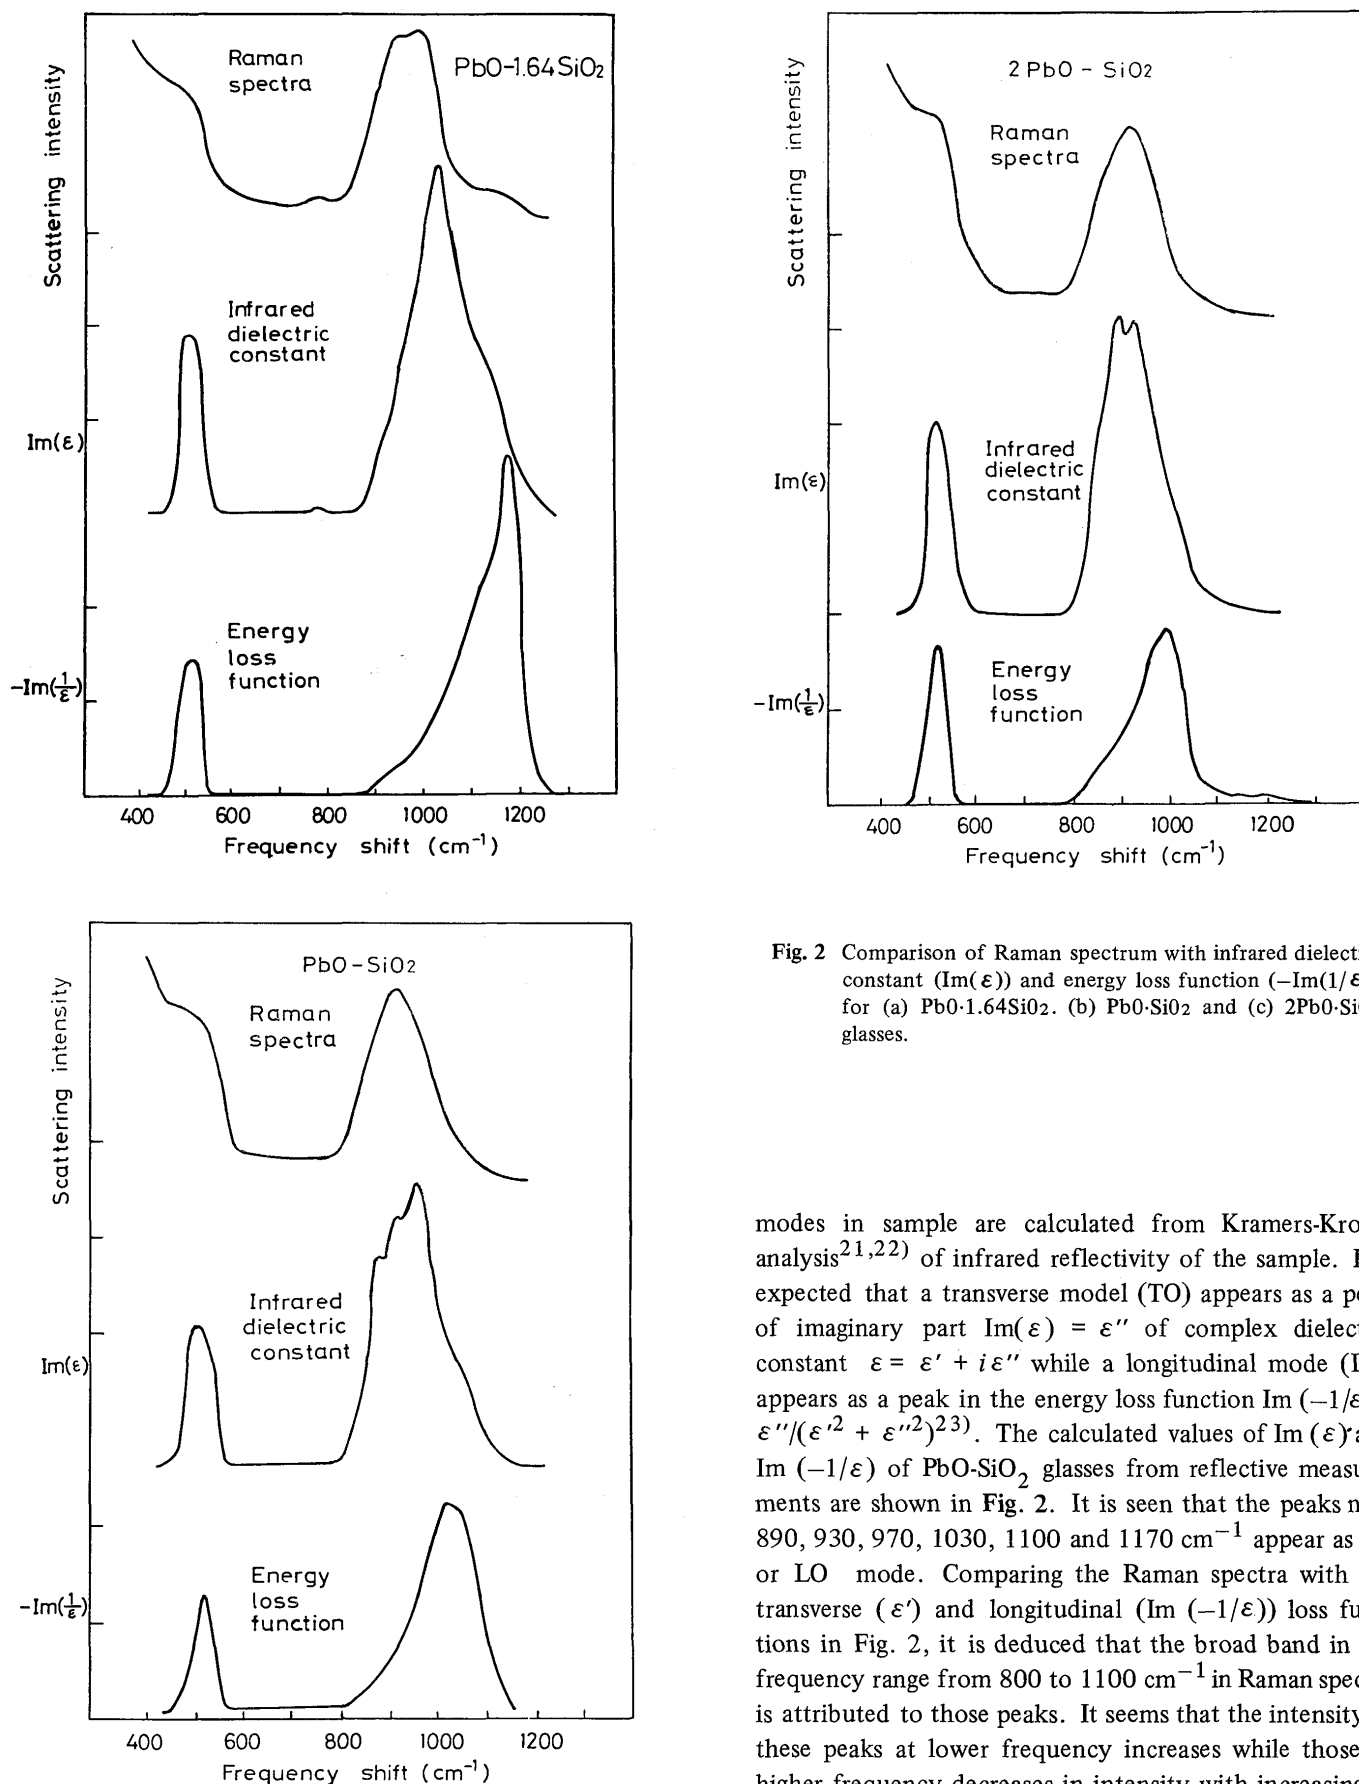 Scattering intensity
Raman
spectra
PbO-1.64SiO2
Infrared
dielectric
constant
Im(ε)
Energy
loss
function
-Im(1/ε)
400 600 800 1000 1200
Frequency shift (cm-1)
Scattering intensity
2PbO-SiO2
Raman
spectra
Infrared
dielectric
constant
Im(ε)
Energy
loss
function
-Im(1/ε)
400 600 800 1000 1200
Frequency shift (cm-1)
Scattering intensity
PbO-SiO2
Raman
spectra
Infrared
dielectric
constant
Im(ε)
Energy
loss
function
-Im(1/ε)
400 600 800 1000 1200
Frequency shift (cm-1)
Fig. 2 Comparison of Raman spectrum with infrared dielectri
constant (Im(ε)) and energy loss function (−Im(1/ε
for (a) PbO·1.64SiO2. (b) PbO·SiO2 and (c) 2PbO·Si
glasses.
modes in sample are calculated from Kramers-Kro
analysis21,22) of infrared reflectivity of the sample.
expected that a transverse model (TO) appears as a p
of imaginary part Im(ε) = ε″ of complex dielect
constant ε = ε′ + iε″ while a longitudinal mode (
appears as a peak in the energy loss function Im (−1/ε
ε″/(ε′2 + ε″2)23). The calculated values of Im (ε) a
Im (−1/ε) of PbO-SiO2 glasses from reflective measu
ments are shown in Fig. 2. It is seen that the peaks n
890, 930, 970, 1030, 1100 and 1170 cm−1 appear as
or LO mode. Comparing the Raman spectra with
transverse (ε′) and longitudinal (Im (−1/ε)) loss fu
tions in Fig. 2, it is deduced that the broad band in
frequency range from 800 to 1100 cm−1 in Raman spec
is attributed to those peaks. It seems that the intensity
these peaks at lower frequency increases while those
higher frequency decreases in intensity with increasin